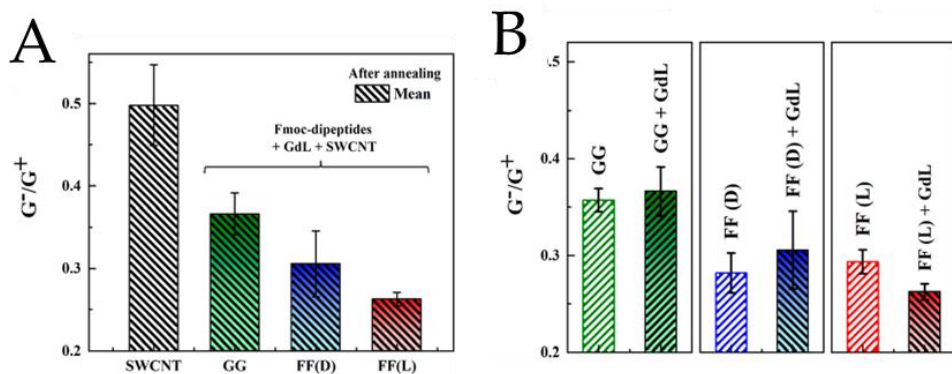 A
After annealing
Mean
Fmoc-dipeptides
+ GdL + SWCNT
G⁻/G⁺
0.5
0.4
0.3
0.2
SWCNT GG FF(D) FF(L)
B
G⁻/G⁺
0.5
0.4
0.3
0.2
GG
GG + GdL
FF (D)
FF (D) + GdL
FF (L)
FF (L) + GdL